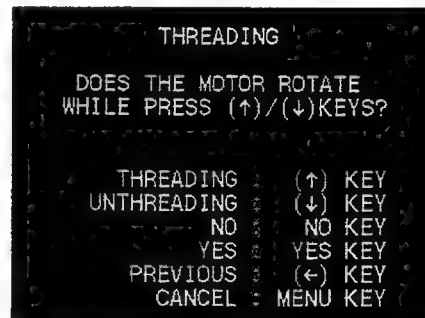 THREADING
DOES THE MOTOR ROTATE
WHILE PRESS (↑)/(↓)KEYS?
THREADING : (↑) KEY
UNTHREADING : (↓) KEY
NO : NO KEY
YES : YES KEY
PREVIOUS : (←) KEY
CANCEL : MENU KEY